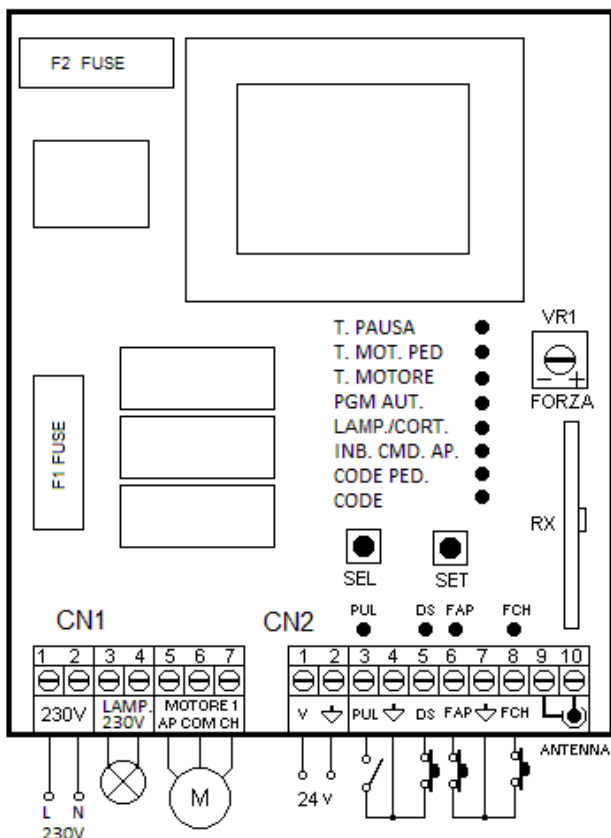 F2 FUSE
VR1
- +
FORZA
T. PAUSA
T. MOT. PED
T. MOTORE
PGM AUT.
LAMP./CORT.
INB. CMD. AP.
CODE PED.
CODE
F1 FUSE
RX
SEL SET
CN1 CN2 PUL DS FAP FCH
1 2 3 4 5 6 7 1 2 3 4 5 6 7 8 9 10
230V LAMP. 230V MOTORE 1 AP COM CH V PUL DS FAP FCH
ANTENNA
L N M 24 V
230V